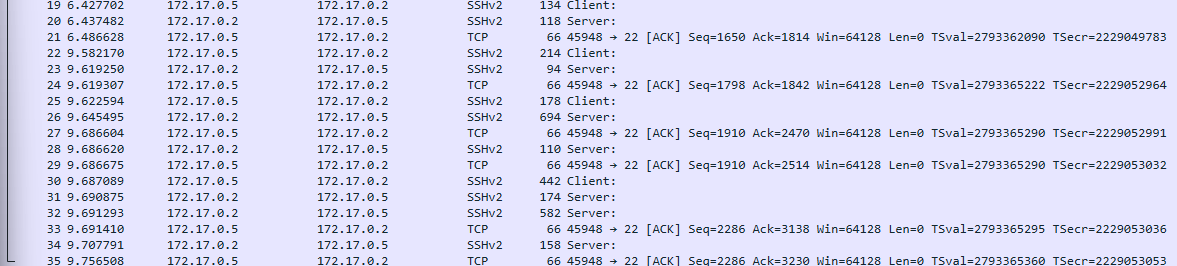 19 6.427702 172.17.0.5 172.17.0.2 SSHv2 134 Client:
20 6.437482 172.17.0.2 172.17.0.5 SSHv2 118 Server:
21 6.486628 172.17.0.5 172.17.0.2 TCP 66 45948 → 22 [ACK] Seq=1650 Ack=1814 Win=64128 Len=0 TSval=2793362090 TSecr=2229049783
22 9.582170 172.17.0.5 172.17.0.2 SSHv2 214 Client:
23 9.619250 172.17.0.2 172.17.0.5 SSHv2 94 Server:
24 9.619307 172.17.0.5 172.17.0.2 TCP 66 45948 → 22 [ACK] Seq=1798 Ack=1842 Win=64128 Len=0 TSval=2793365222 TSecr=2229052964
25 9.622594 172.17.0.5 172.17.0.2 SSHv2 178 Client:
26 9.645495 172.17.0.2 172.17.0.5 SSHv2 694 Server:
27 9.686604 172.17.0.5 172.17.0.2 TCP 66 45948 → 22 [ACK] Seq=1910 Ack=2470 Win=64128 Len=0 TSval=2793365290 TSecr=2229052991
28 9.686620 172.17.0.2 172.17.0.5 SSHv2 110 Server:
29 9.686675 172.17.0.5 172.17.0.2 TCP 66 45948 → 22 [ACK] Seq=1910 Ack=2514 Win=64128 Len=0 TSval=2793365290 TSecr=2229053032
30 9.687089 172.17.0.5 172.17.0.2 SSHv2 442 Client:
31 9.690875 172.17.0.2 172.17.0.5 SSHv2 174 Server:
32 9.691293 172.17.0.2 172.17.0.5 SSHv2 582 Server:
33 9.691410 172.17.0.5 172.17.0.2 TCP 66 45948 → 22 [ACK] Seq=2286 Ack=3138 Win=64128 Len=0 TSval=2793365295 TSecr=2229053036
34 9.707791 172.17.0.2 172.17.0.5 SSHv2 158 Server:
35 9.756508 172.17.0.5 172.17.0.2 TCP 66 45948 → 22 [ACK] Seq=2286 Ack=3230 Win=64128 Len=0 TSval=2793365360 TSecr=2229053053